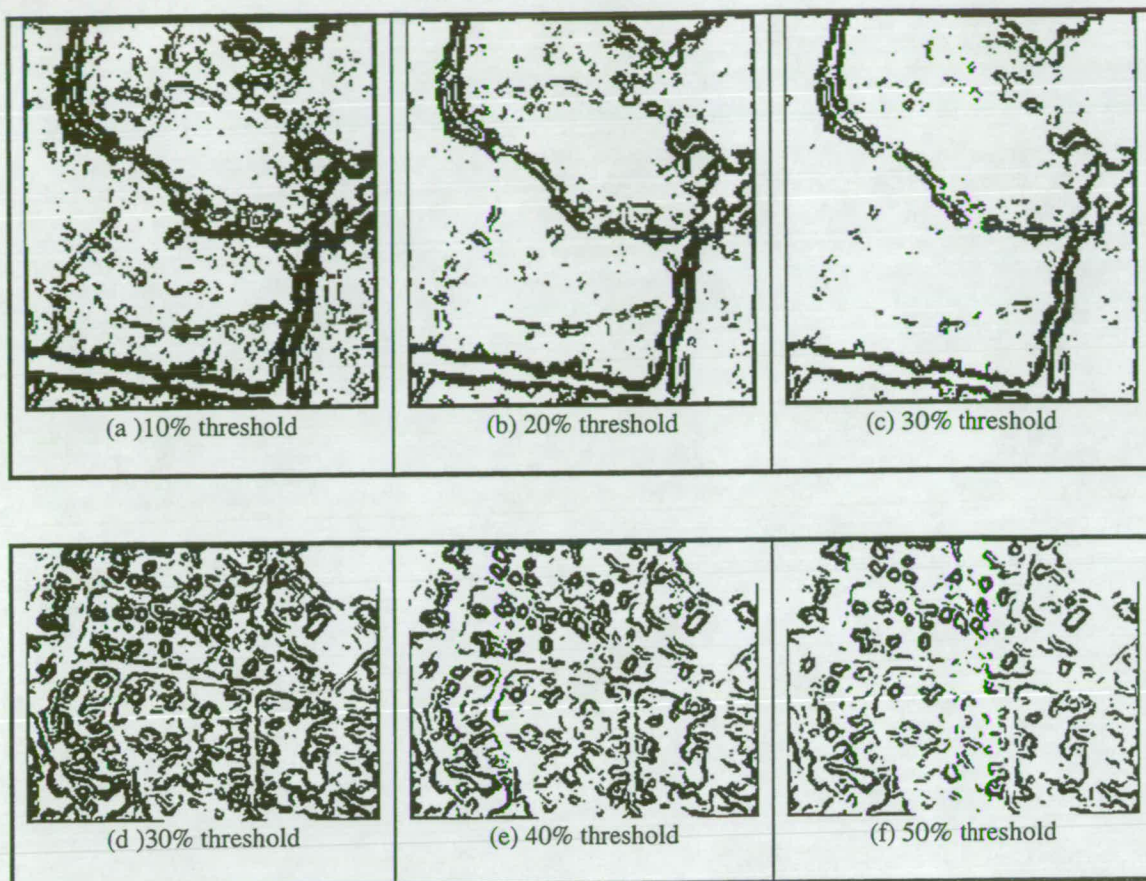 (a )10% threshold
(b) 20% threshold
(c) 30% threshold
(d )30% threshold
(e) 40% threshold
(f) 50% threshold